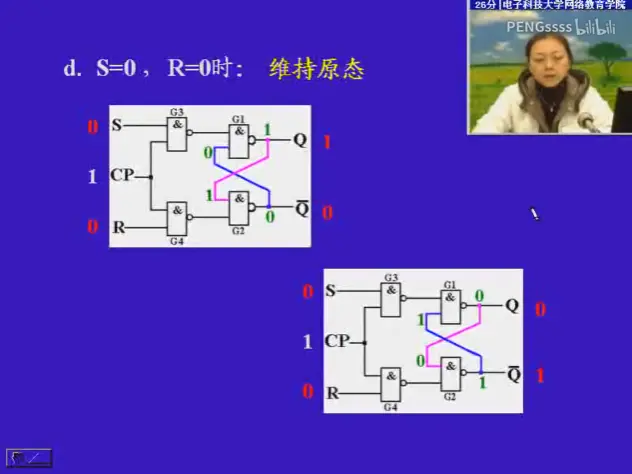 26分|电子科技大学网络教育学院
PENGssss bilibili
d. S=0， R=0时： 维持原态
G3 G1
0 S & & 1 Q 1
0
1 CP
1
0 R & & 0 Q̅ 0
G4 G2
G3 G1
0 S & & 0 Q 0
1
1 CP
0
0 R & & 1 Q̅ 1
G4 G2